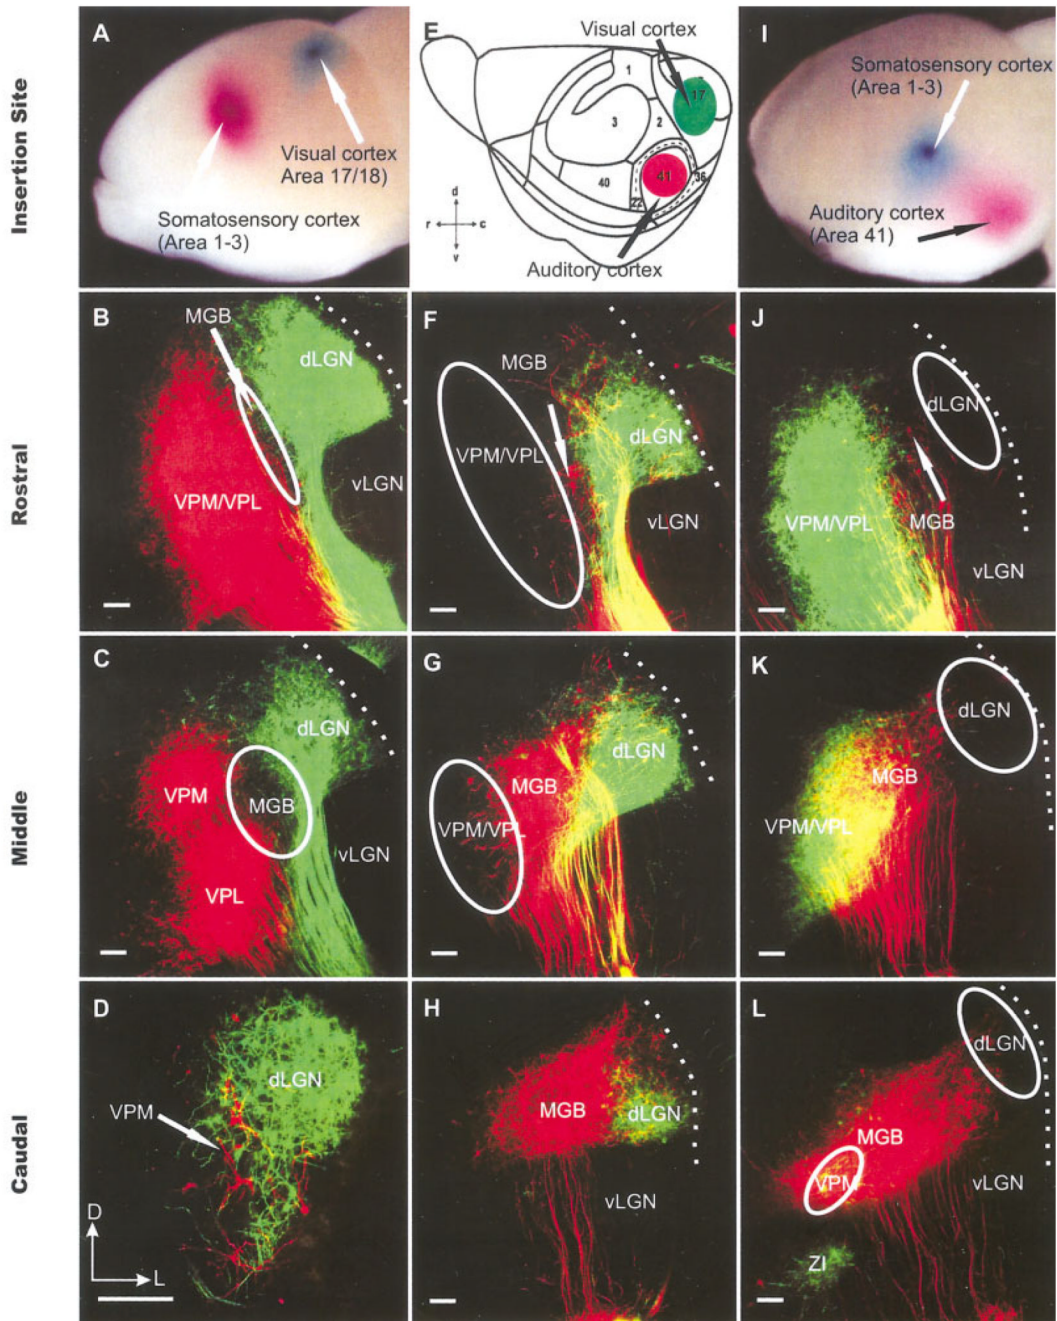 Insertion Site
A
Visual cortex
Area 17/18)
Somatosensory cortex
(Area 1-3)
E
Visual cortex
1
17
3
2
41
36
40
22
d
r
c
v
Auditory cortex
I
Somatosensory cortex
(Area 1-3)
Auditory cortex
(Area 41)
Rostral
B
MGB
dLGN
VPM/VPL
vLGN
F
MGB
VPM/VPL
dLGN
vLGN
J
dLGN
VPM/VPL
MGB
vLGN
Middle
C
dLGN
VPM
MGB
vLGN
VPL
G
dLGN
MGB
VPM/VPL
K
dLGN
MGB
VPM/VPL
Caudal
D
dLGN
VPM
D
L
H
MGB
dLGN
vLGN
L
dLGN
MGB
VPM
vLGN
ZI